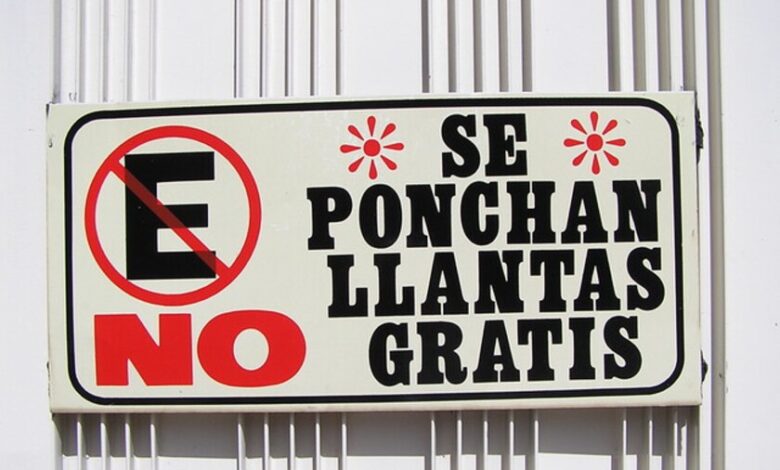 E
NO
SE
PONCHAN
LLANTAS
GRATIS